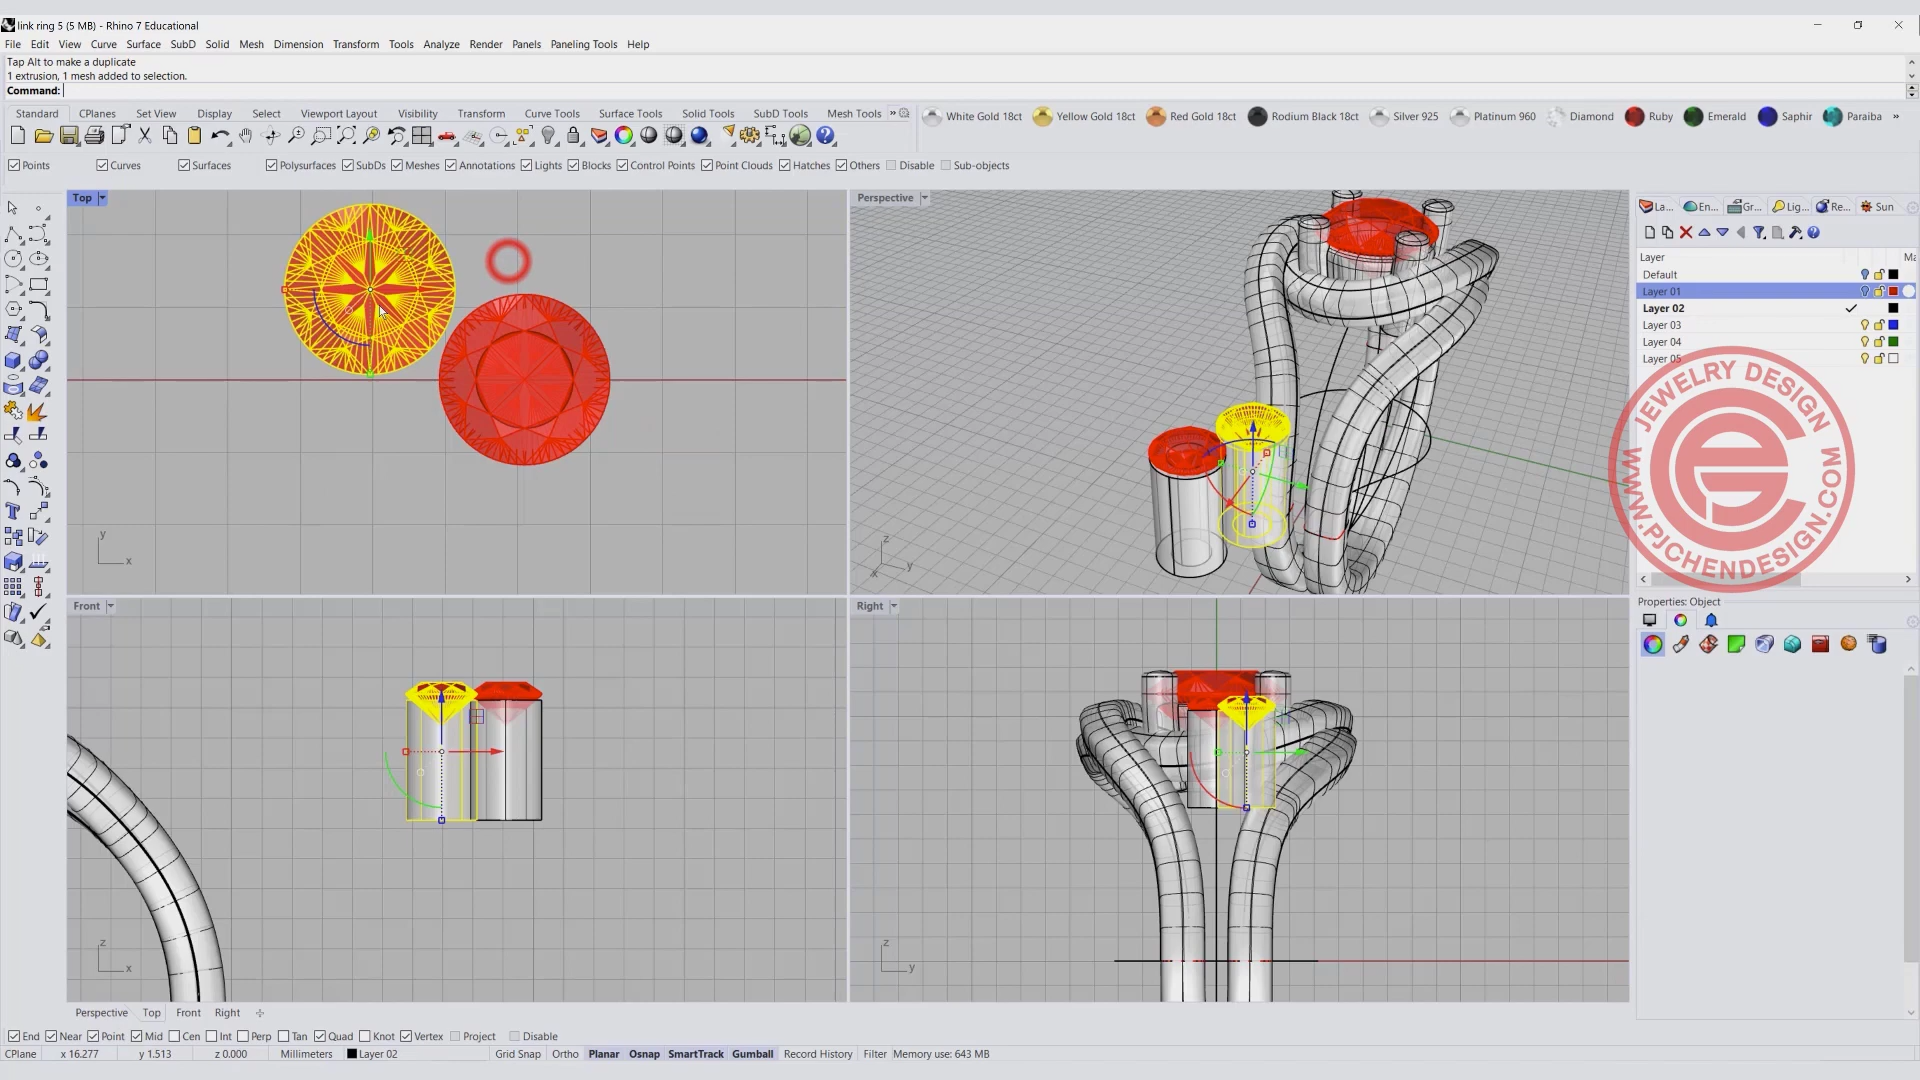 link ring 5 (5 MB) - Rhino 7 Educational
File Edit View Curve Surface SubD Solid Mesh Dimension Transform Tools Analyze Render Panels Paneling Tools Help
Tap Alt to make a duplicate
1 extrusion, 1 mesh added to selection.
Command:
Standard CPlanes Set View Display Select Viewport Layout Visibility Transform Curve Tools Surface Tools Solid Tools SubD Tools Mesh Tools »
White Gold 18ct Yellow Gold 18ct Red Gold 18ct Rodium Black 18ct Silver 925 Platinum 960 Diamond Ruby Emerald Saphir Paraiba »
Points Curves Surfaces Polysurfaces SubDs Meshes Annotations Lights Blocks Control Points Point Clouds Hatches Others Disable Sub-objects
Top
y
x
Perspective
z
y
x
Front
z
x
Right
z
y
La... En... Gr... Lig... Re... Sun
Layer Ma
Default
Layer 01
Layer 02
Layer 03
Layer 04
Layer 05
JEWELRY DESIGN
WWW.PJCHENDESIGN.COM
Properties: Object
Perspective Top Front Right
End Near Point Mid Cen Int Perp Tan Quad Knot Vertex Project Disable
CPlane x 16.277 y 1.513 z 0.000 Millimeters Layer 02 Grid Snap Ortho Planar Osnap SmartTrack Gumball Record History Filter Memory use: 643 MB